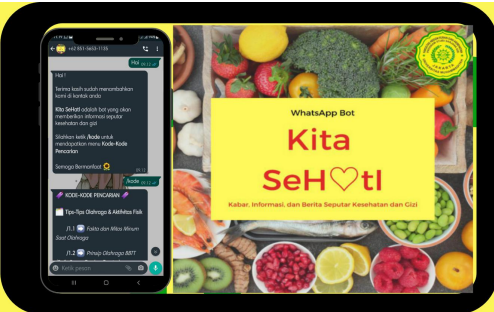 +62 851-5653-1135
Hai
Hai !
Terima kasih sudah menambahkan
kami di kontak anda
Kita SeHatI adalah bot yang akan
memberikan informasi seputar
kesehatan dan gizi
Silahkan ketik /kode untuk
mendapatkan menu Kode-Kode
Pencarian
Semoga Bermanfaat
/kode
KODE-KODE PENCARIAN
Tips-Tips Olahraga & Aktifitas Fisik
/1.1 Fakta dan Mitos Minum
Saat Olahraga
/1.2 Prinsip Olahraga BBTT
Ketik pesan
WhatsApp Bot
Kita
SeH♡tI
Kabar, Informasi, dan Berita Seputar Kesehatan dan Gizi
JAKARTA